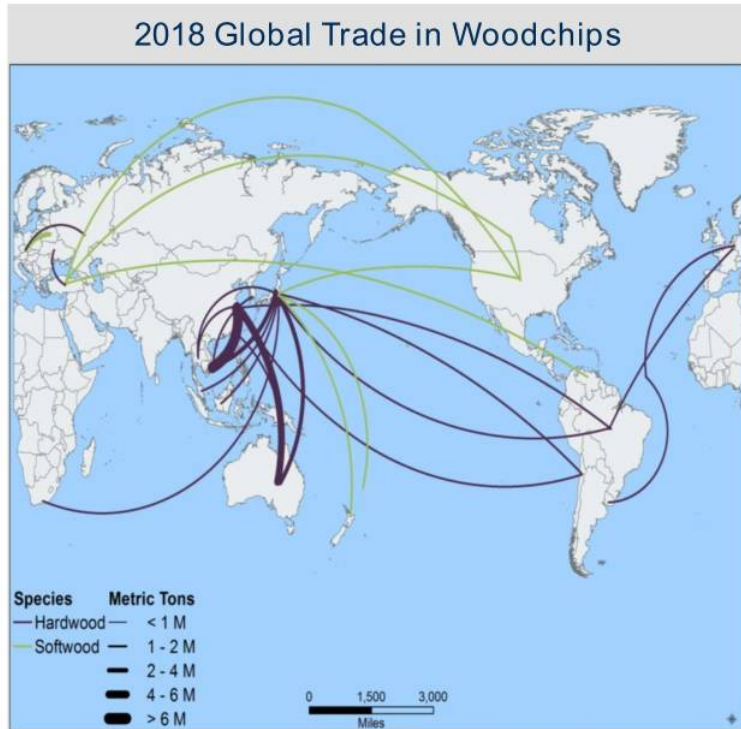 2018 Global Trade in Woodchips
Species Metric Tons
Hardwood < 1 M
Softwood 1 - 2 M
2 - 4 M
4 - 6 M
> 6 M
0 1,500 3,000
Miles